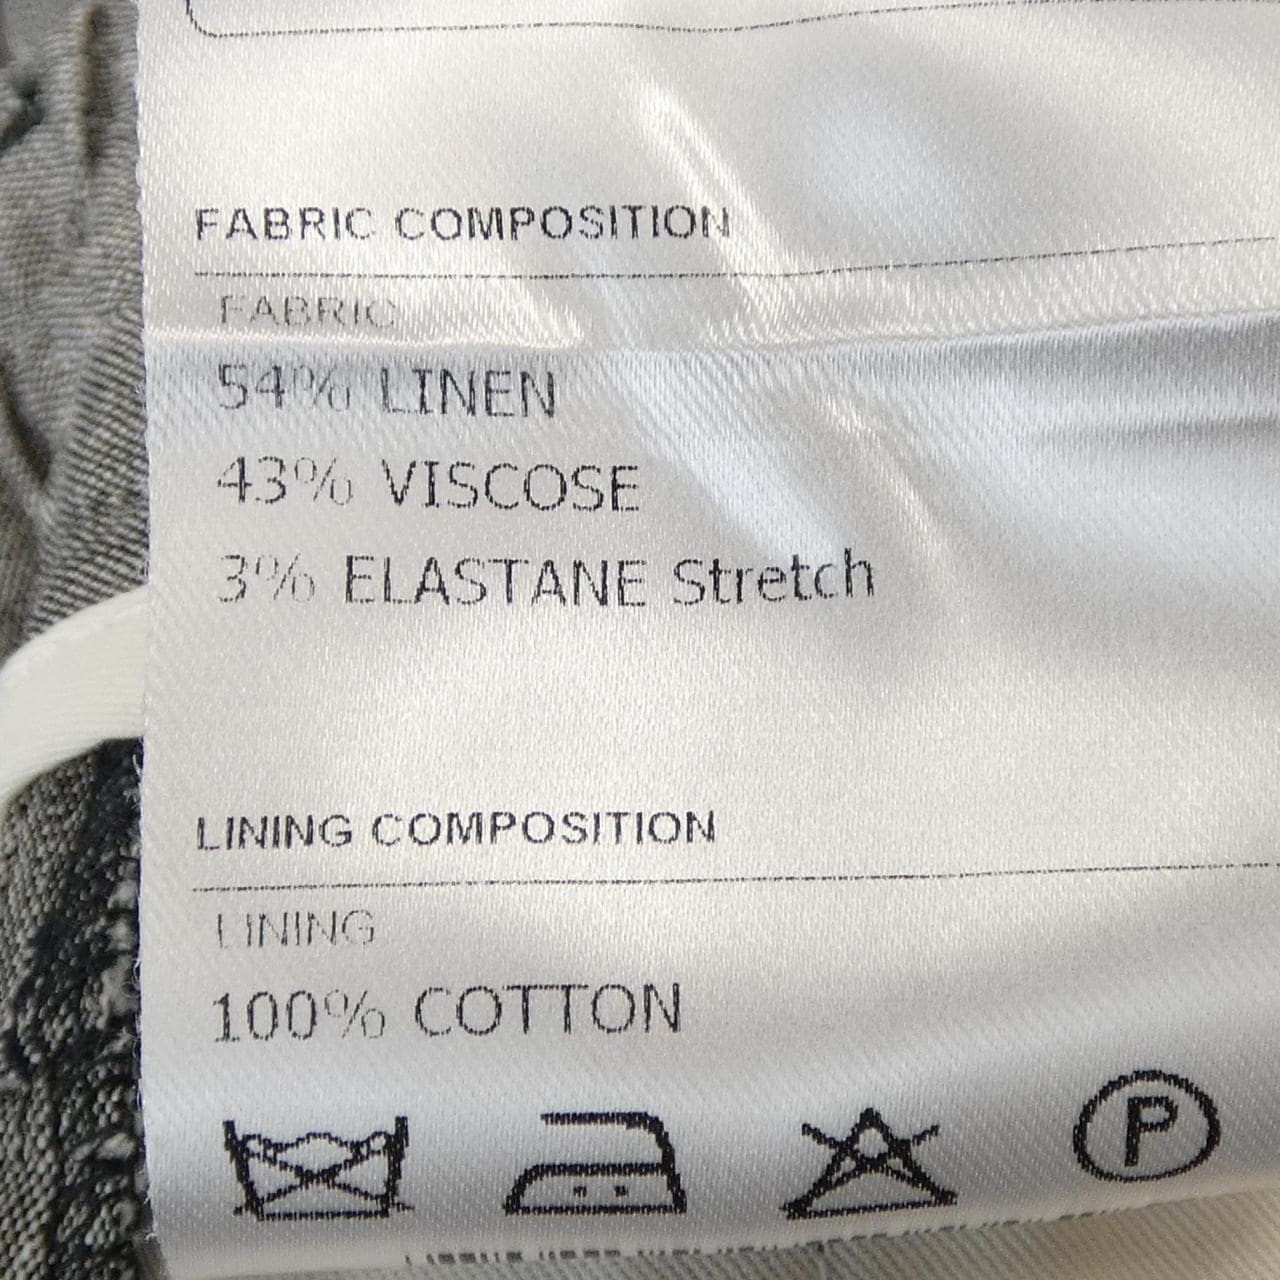 FABRIC COMPOSITION
FABRIC
54% LINEN
43% VISCOSE
3% ELASTANE Stretch
LINING COMPOSITION
LINING
100% COTTON
P